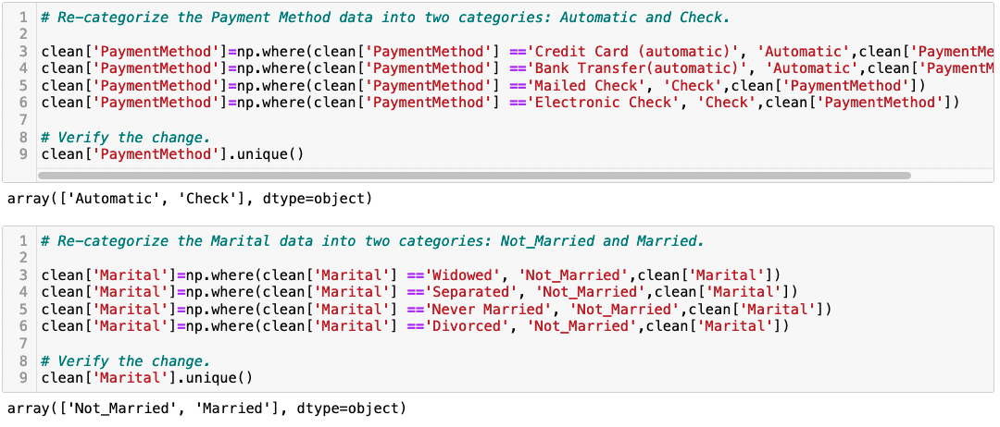 1 # Re-categorize the Payment Method data into two categories: Automatic and Check.
2
3 clean['PaymentMethod']=np.where(clean['PaymentMethod'] =='Credit Card (automatic)', 'Automatic',clean['PaymentMe
4 clean['PaymentMethod']=np.where(clean['PaymentMethod'] =='Bank Transfer(automatic)', 'Automatic',clean['PaymentM
5 clean['PaymentMethod']=np.where(clean['PaymentMethod'] =='Mailed Check', 'Check',clean['PaymentMethod'])
6 clean['PaymentMethod']=np.where(clean['PaymentMethod'] =='Electronic Check', 'Check',clean['PaymentMethod'])
7
8 # Verify the change.
9 clean['PaymentMethod'].unique()
array(['Automatic', 'Check'], dtype=object)
1 # Re-categorize the Marital data into two categories: Not_Married and Married.
2
3 clean['Marital']=np.where(clean['Marital'] =='Widowed', 'Not_Married',clean['Marital'])
4 clean['Marital']=np.where(clean['Marital'] =='Separated', 'Not_Married',clean['Marital'])
5 clean['Marital']=np.where(clean['Marital'] =='Never Married', 'Not_Married',clean['Marital'])
6 clean['Marital']=np.where(clean['Marital'] =='Divorced', 'Not_Married',clean['Marital'])
7
8 # Verify the change.
9 clean['Marital'].unique()
array(['Not_Married', 'Married'], dtype=object)